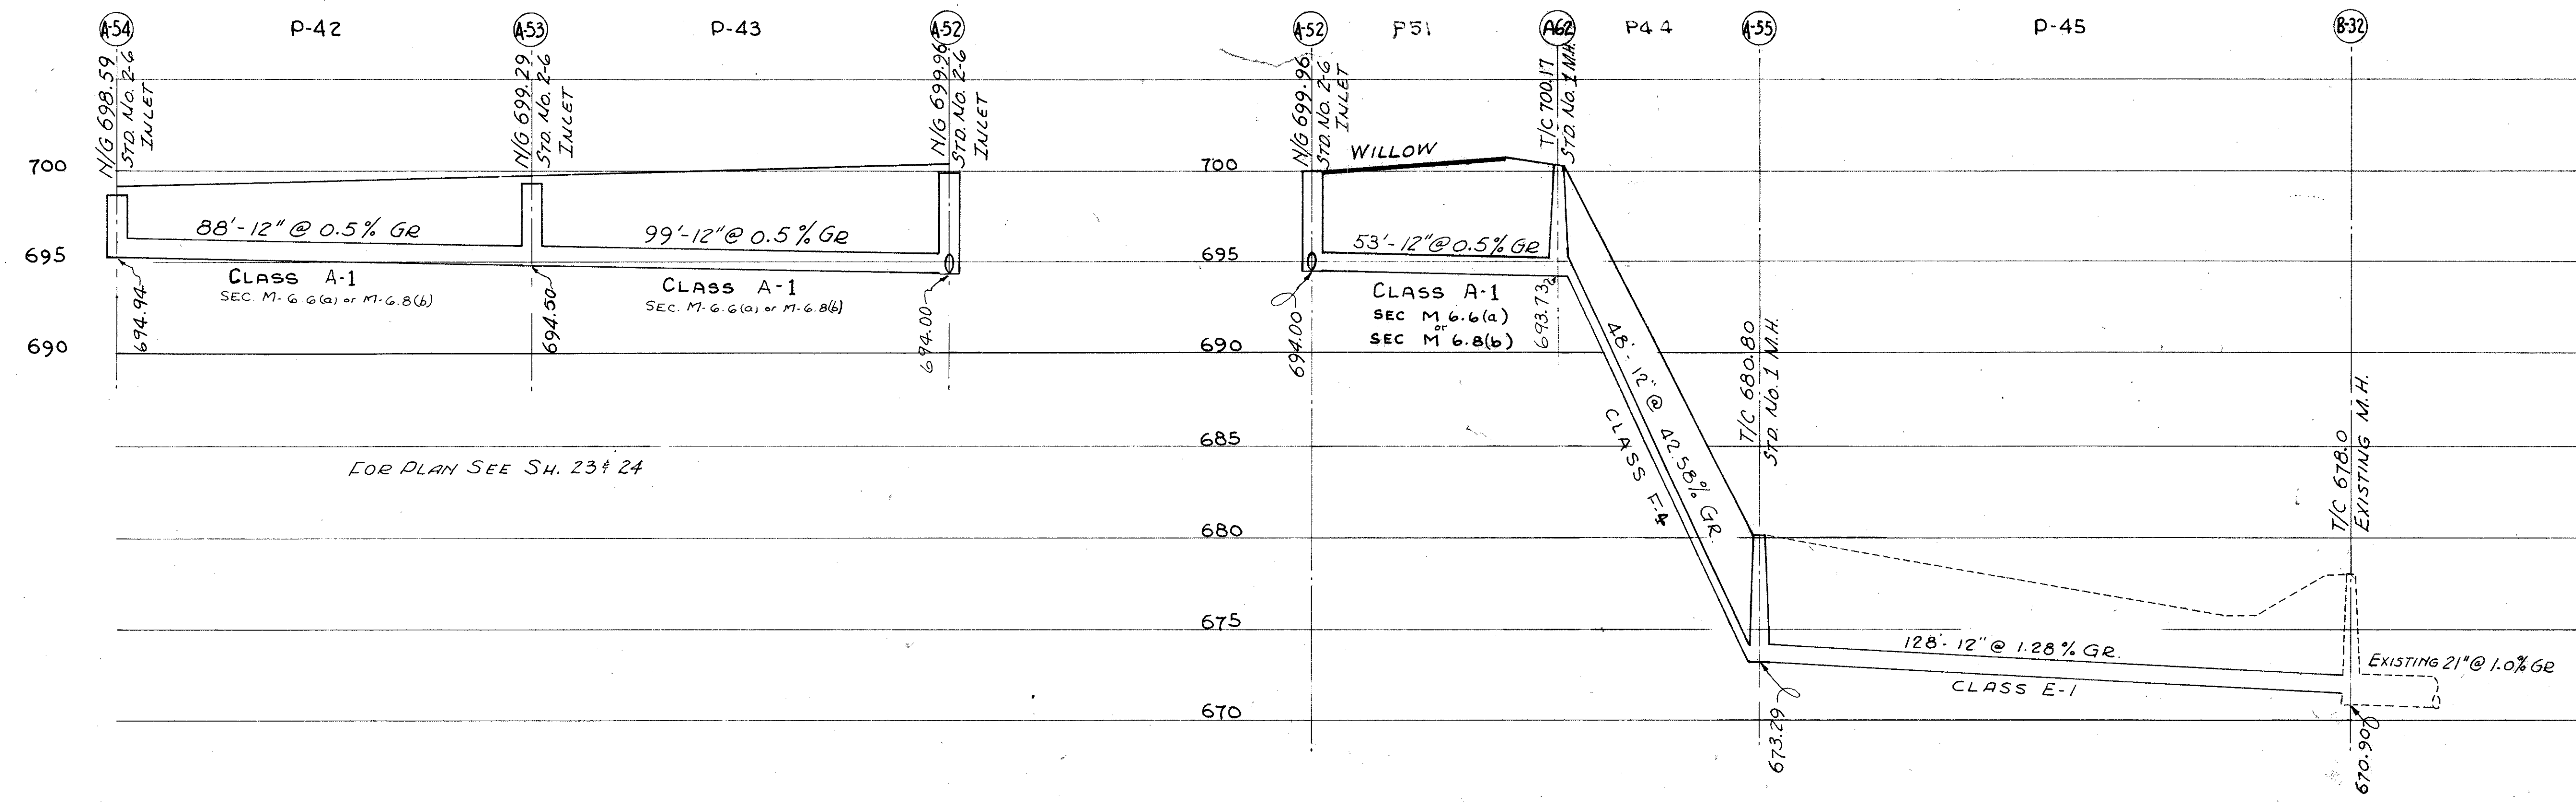 A-54 P-42 A-53 P-43 A-52 A-52 P51 A62 P44 A-55 P-45 B-32
N/G 698.59
STD. No. 2-6
INLET
N/G 699.29
STD. No. 2-6
INLET
N/G 699.96
STD. No. 2-6
INLET
N/G 699.96
STD. No. 2-6
INLET
T/C 700.17
STD. No. 1 M.H.
700
700
WILLOW
88'-12" @ 0.5% GR
99'-12" @ 0.5% GR
53'-12" @ 0.5% GR
695
695
CLASS A-1
SEC. M-6.6(a) or M-6.8(b)
CLASS A-1
SEC. M-6.6(a) or M-6.8(b)
CLASS A-1
SEC M 6.6(a)
or
SEC M 6.8(b)
694.94
694.50
694.00
694.00
693.73
690
690
48'-12" @ 42.58% GR.
CLASS F-4
T/C 680.80
STD. No. 1 M.H.
T/C 678.0
EXISTING M.H.
685
FOR PLAN SEE SH. 23 & 24
680
675
128'-12" @ 1.28% GR.
CLASS E-1
EXISTING 21" @ 1.0% GR
670
673.29
670.90